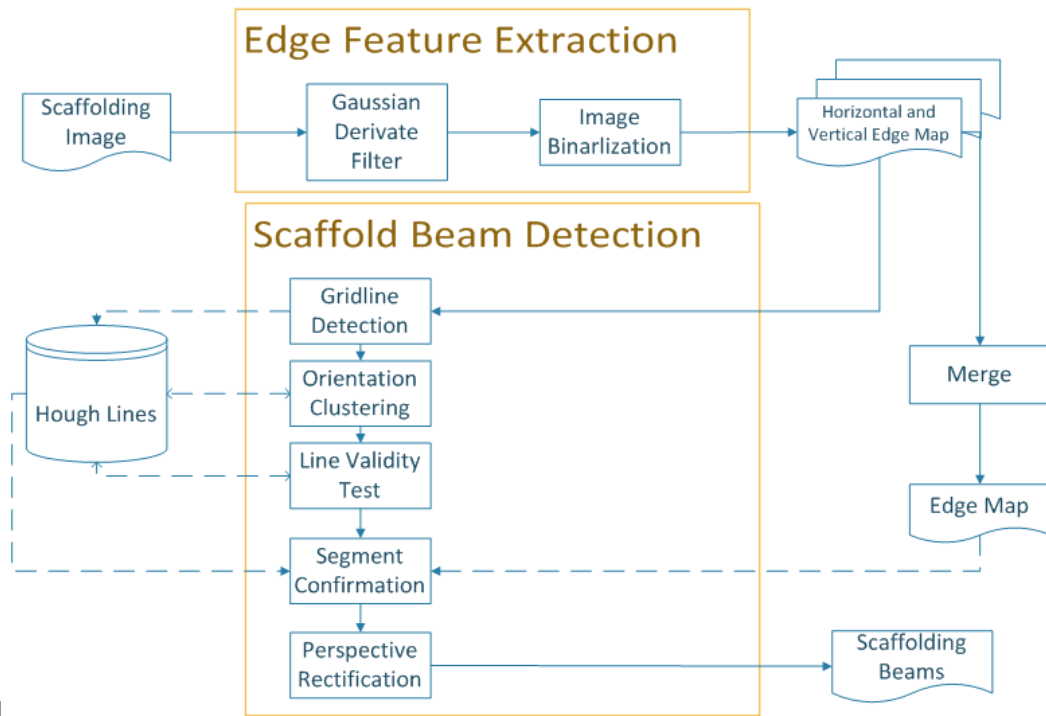 Edge Feature Extraction
Scaffolding
Image
Gaussian
Derivate
Filter
Image
Binarlization
Horizontal and
Vertical Edge Map
Scaffold Beam Detection
Gridline
Detection
Hough Lines
Orientation
Clustering
Merge
Line Validity
Test
Edge Map
Segment
Confirmation
Perspective
Rectification
Scaffolding
Beams